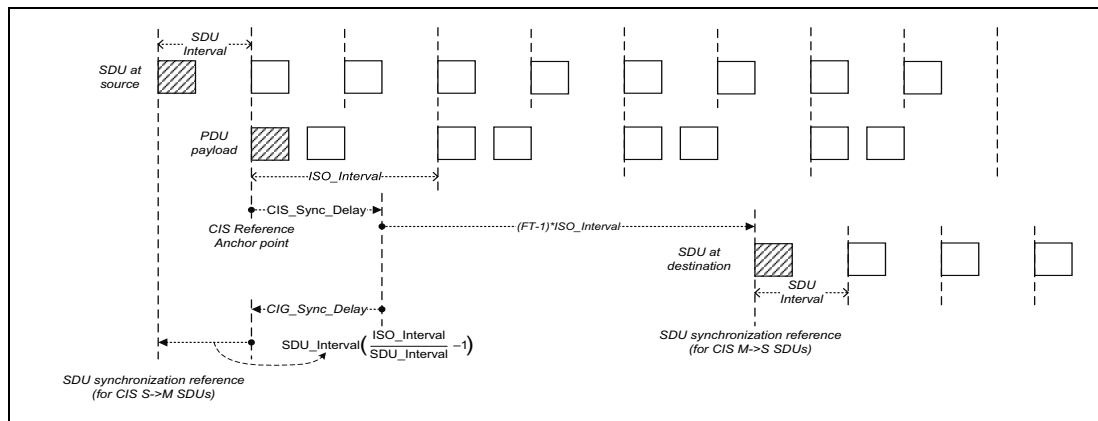 SDU
Interval
SDU at
source
PDU
payload
ISO_Interval
CIS_Sync_Delay
CIS Reference
Anchor point
(FT-1)*ISO_Interval
SDU at
destination
SDU
Interval
CIG_Sync_Delay
SDU_Interval(ISO_Interval/SDU_Interval –1)
SDU synchronization reference
(for CIS M->S SDUs)
SDU synchronization reference
(for CIS S->M SDUs)